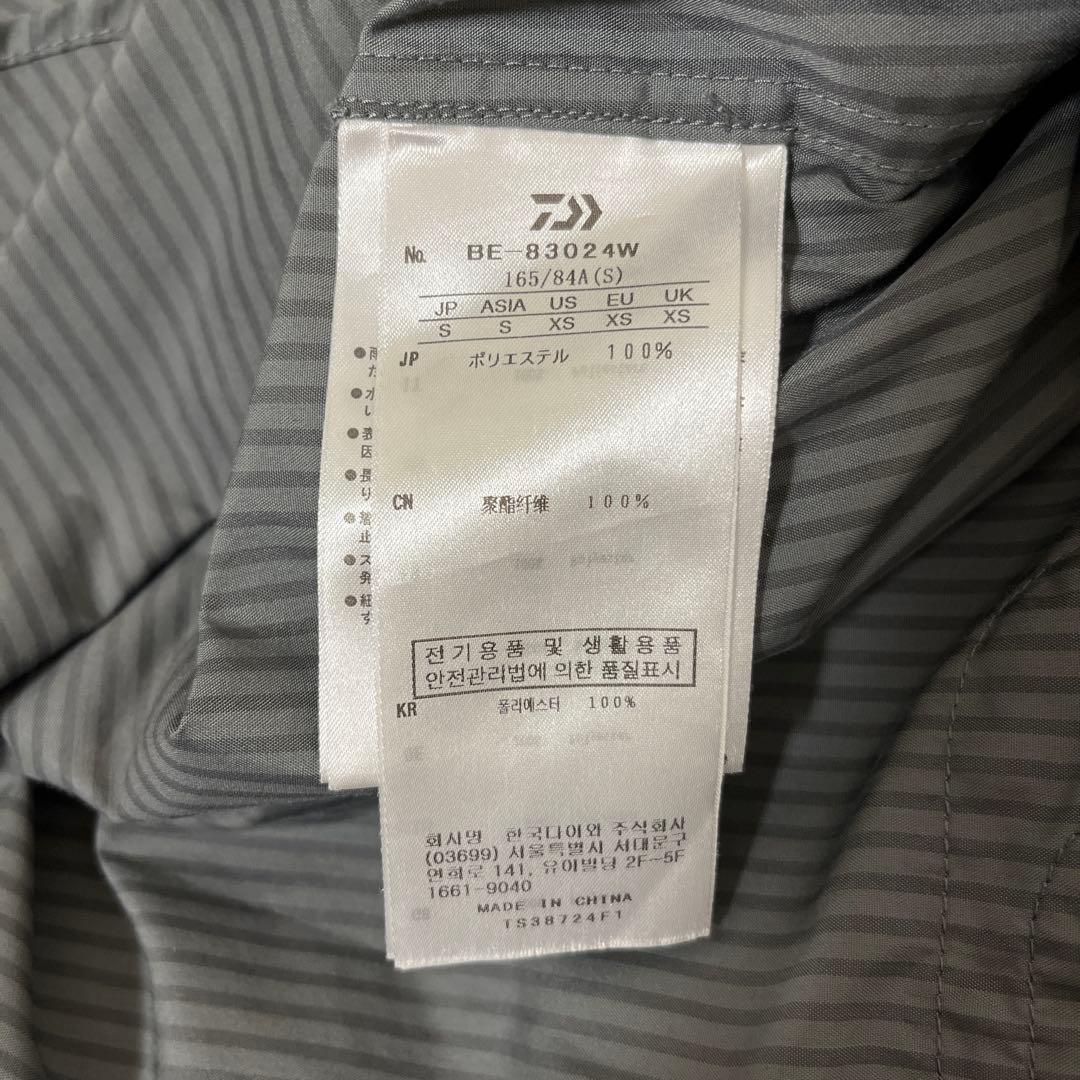 No. BE-83024W
165/84A(S)
JP ASIA US EU UK
S S XS XS XS
JP ポリエステル 100%
CN 聚酯纤维 100%
전기용품 및 생활용품
안전관리법에 의한 품질표시
KR 폴리에스터 100%
회사명 한국다이와 주식회사
(03699) 서울특별시 서대문구
연희로 141, 유아빌딩 2F~5F
1661-9040
MADE IN CHINA
TS38724F1